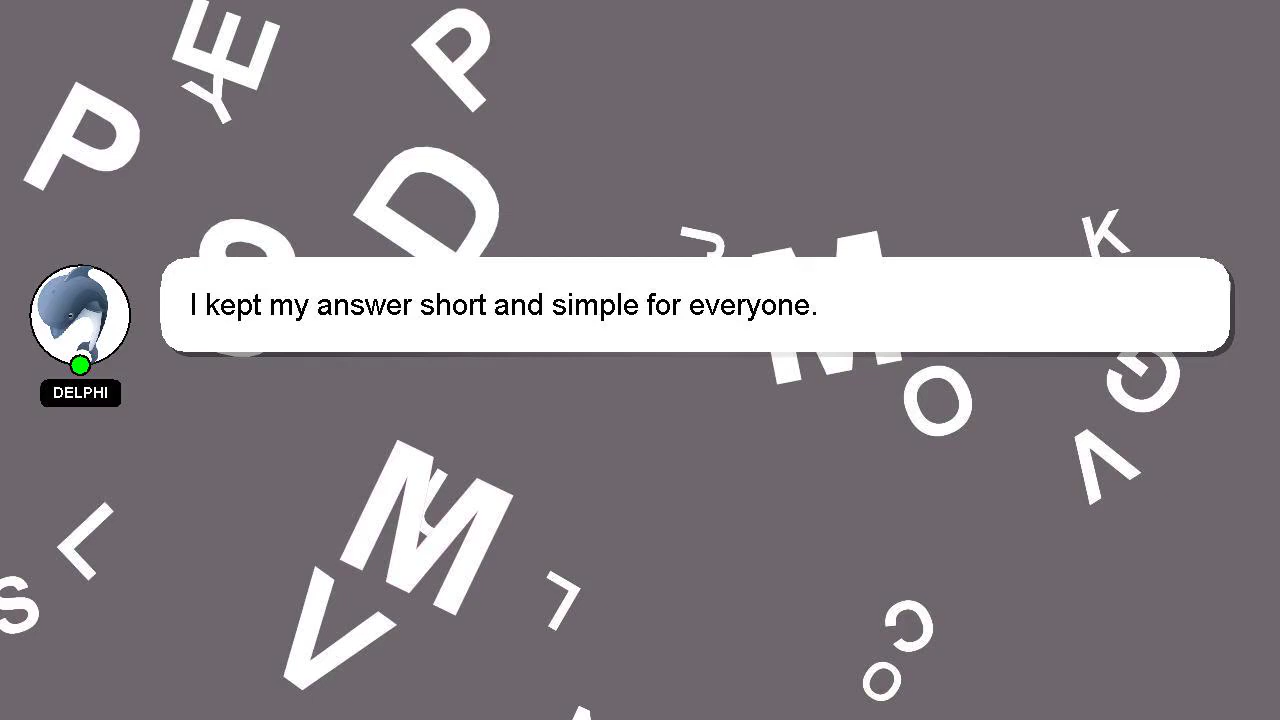 I kept my answer short and simple for everyone.
DELPHI
P
E
Y
P
D
J
M
K
O
G
V
L
S
M
V
L
C
O